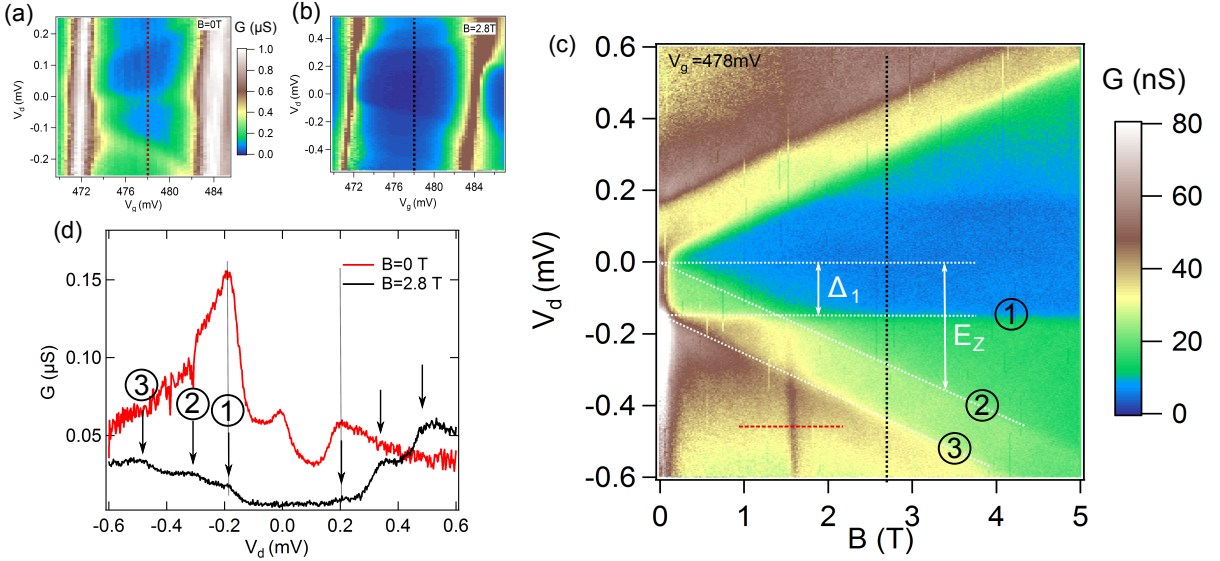 (a)
B=0T
G (µS)
1.0
0.8
0.6
0.4
0.2
0.0
V_d (mV)
0.2
0.1
0.0
-0.1
-0.2
472
476
480
484
V_g (mV)
(b)
B=2.8T
V_d (mV)
0.4
0.2
0.0
-0.2
-0.4
472
476
480
484
V_g (mV)
(c)
V_g =478mV
V_d (mV)
0.6
0.4
0.2
0.0
-0.2
-0.4
-0.6
Δ_1
E_Z
①
②
③
0
1
2
3
4
5
B (T)
G (nS)
80
60
40
20
0
(d)
B=0 T
B=2.8 T
G (µS)
0.15
0.10
0.05
③
②
①
-0.6
-0.4
-0.2
0.0
0.2
0.4
0.6
V_d (mV)